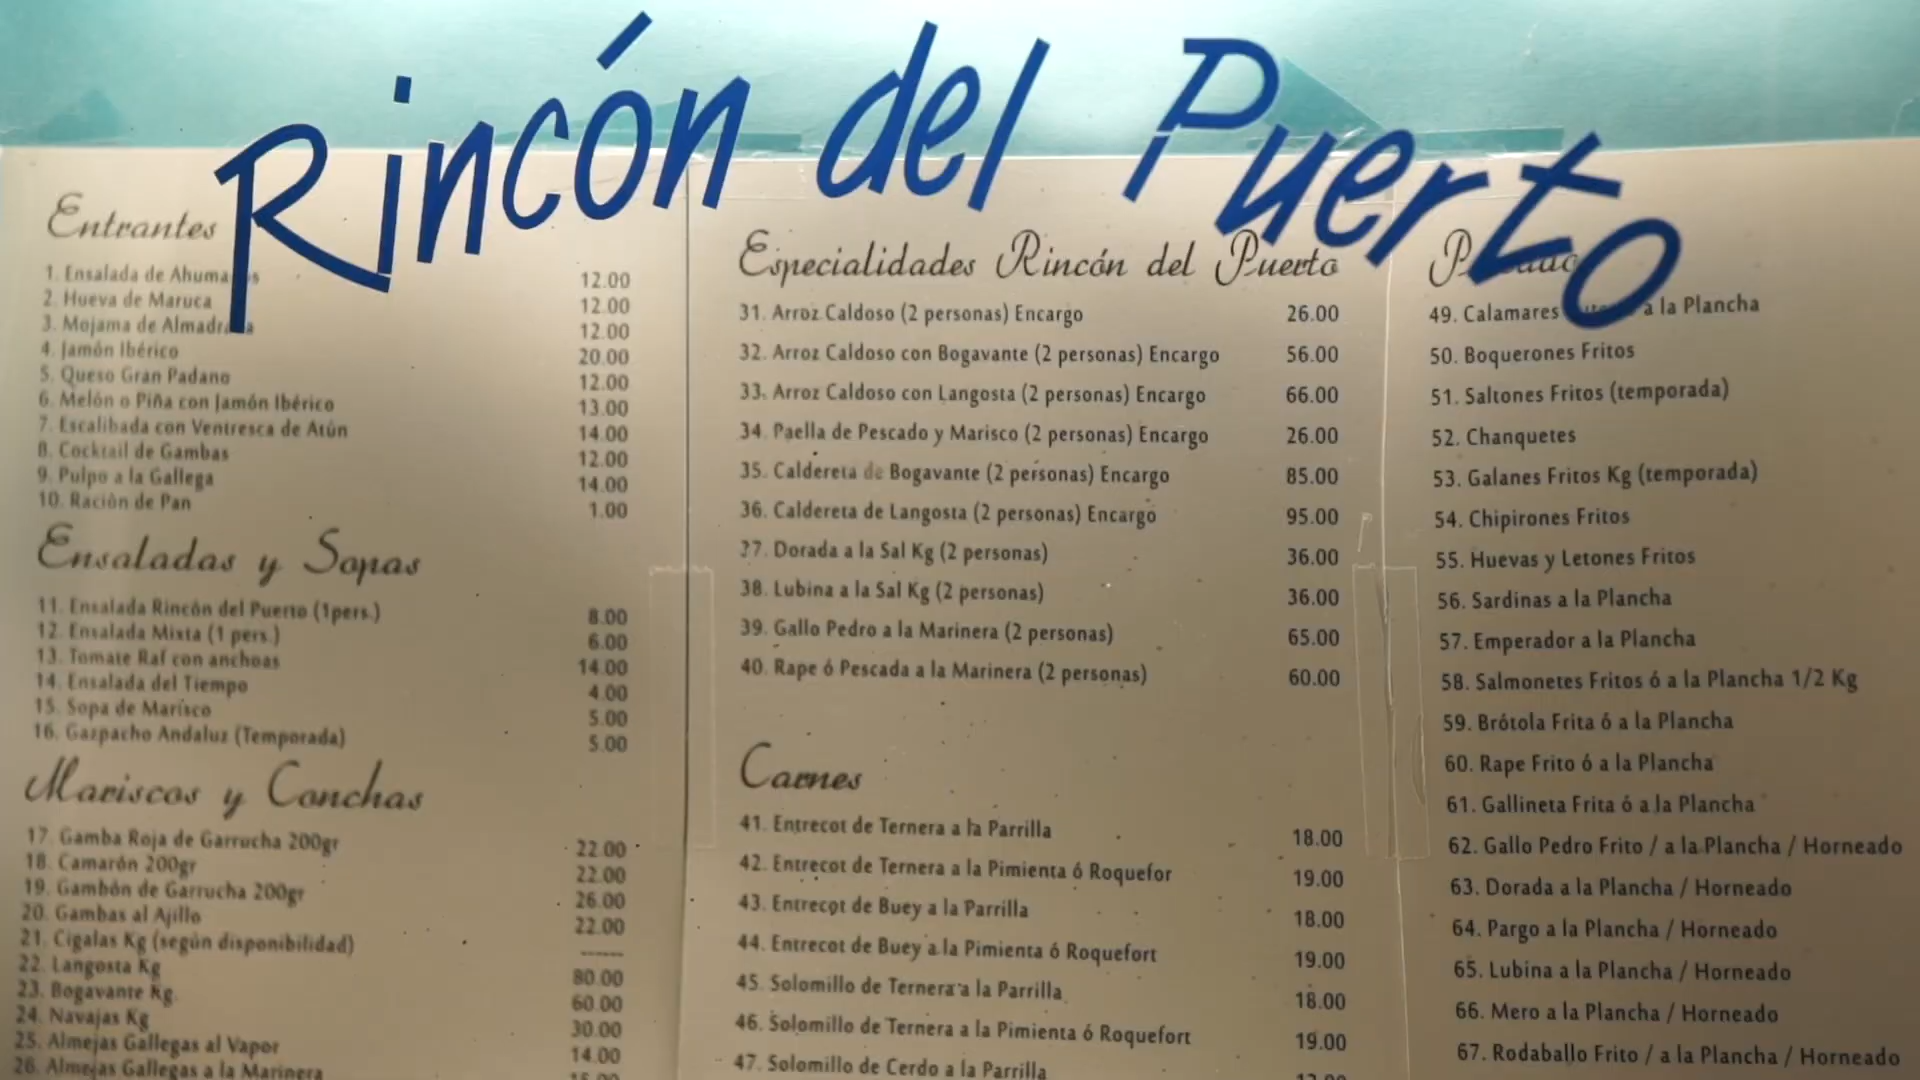 Rincón del Puerto
Entrantes
1. Ensalada de 12.00
2. Hueva de Maruca 12.00
3. Mojama de 12.00
4. Jamón Ibérico 20.00
5. Queso Gran Padano 12.00
6. Melón o Piña con Jamón Ibérico 13.00
7. Escalibada con Ventresca de Atún 14.00
8. Cocktail de Gambas 12.00
9. Pulpo a la Gallega 14.00
10. Ración de Pan 1.00
Ensaladas y Sopas
11. Ensalada Rincón del Puerto (1pers.) 8.00
12. Ensalada Mixta (1 pers.) 6.00
13. Tomate Raf con anchoas 14.00
14. Ensalada del Tiempo 4.00
15. Sopa de Marisco 5.00
16. Gazpacho Andaluz (Temporada) 5.00
Mariscos y Conchas
17. Gamba Roja de Garrucha 200gr 22.00
18. Camarón 200gr 22.00
19. Gambón de Garrucha 200gr 26.00
20. Gambas al Ajillo 22.00
21. Cigalas Kg (según disponibilidad) ------
22. Langosta Kg 80.00
23. Bogavante Kg 60.00
24. Navajas Kg 30.00
25. Almejas Gallegas al Vapor 14.00
26. Almejas Gallegas a la Marinera
Especialidades Rincón del Puerto
31. Arroz Caldoso (2 personas) Encargo 26.00
32. Arroz Caldoso con Bogavante (2 personas) Encargo 56.00
33. Arroz Caldoso con Langosta (2 personas) Encargo 66.00
34. Paella de Pescado y Marisco (2 personas) Encargo 26.00
35. Caldereta de Bogavante (2 personas) Encargo 85.00
36. Caldereta de Langosta (2 personas) Encargo 95.00
37. Dorada a la Sal Kg (2 personas) 36.00
38. Lubina a la Sal Kg (2 personas) 36.00
39. Gallo Pedro a la Marinera (2 personas) 65.00
40. Rape ó Pescada a la Marinera (2 personas) 60.00
Carnes
41. Entrecot de Ternera a la Parrilla 18.00
42. Entrecot de Ternera a la Pimienta ó Roquefor 19.00
43. Entrecot de Buey a la Parrilla 18.00
44. Entrecot de Buey a la Pimienta ó Roquefort 19.00
45. Solomillo de Ternera a la Parrilla 18.00
46. Solomillo de Ternera a la Pimienta ó Roquefort 19.00
47. Solomillo de Cerdo a la Parrilla
49. Calamares a la Plancha
50. Boquerones Fritos
51. Saltones Fritos (temporada)
52. Chanquetes
53. Galanes Fritos Kg (temporada)
54. Chipirones Fritos
55. Huevas y Letones Fritos
56. Sardinas a la Plancha
57. Emperador a la Plancha
58. Salmonetes Fritos ó a la Plancha 1/2 Kg
59. Brótola Frita ó a la Plancha
60. Rape Frito ó a la Plancha
61. Gallineta Frita ó a la Plancha
62. Gallo Pedro Frito / a la Plancha / Horneado
63. Dorada a la Plancha / Horneado
64. Pargo a la Plancha / Horneado
65. Lubina a la Plancha / Horneado
66. Mero a la Plancha / Horneado
67. Rodaballo Frito / a la Plancha / Horneado